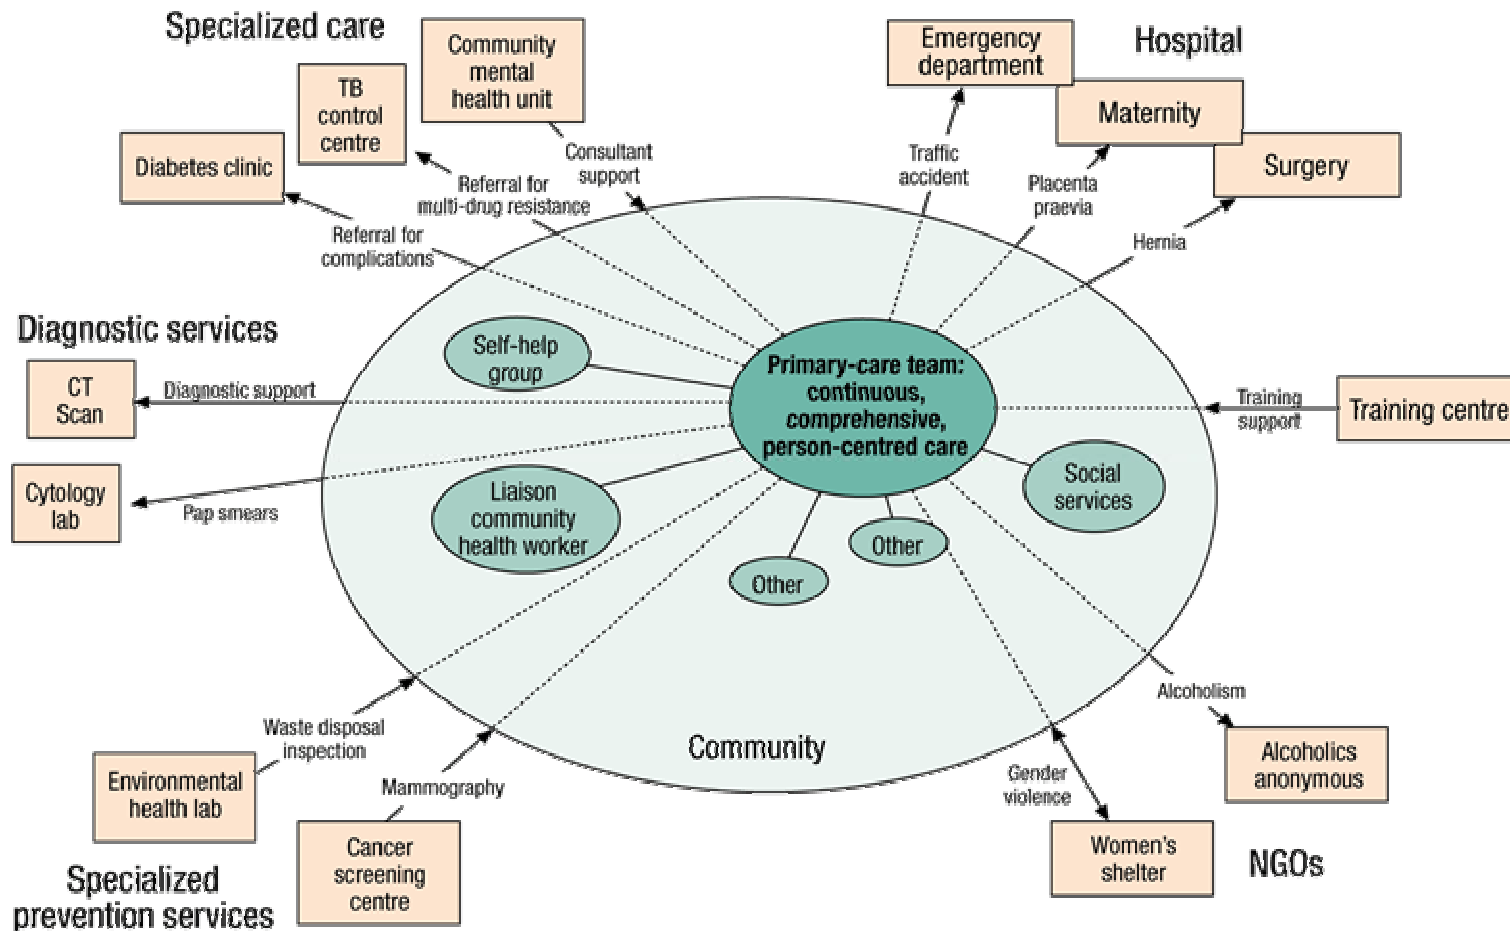 Specialized care
Community
mental
health unit
TB
control
centre
Diabetes clinic
Consultant
support
Referral for
multi-drug resistance
Referral for
complications
Emergency
department
Hospital
Maternity
Surgery
Traffic
accident
Placenta
praevia
Hernia
Diagnostic services
CT
Scan
Diagnostic support
Cytology
lab
Pap smears
Self-help
group
Primary-care team:
continuous,
comprehensive,
person-centred care
Liaison
community
health worker
Other
Other
Social
services
Training
support
Training centre
Community
Waste disposal
inspection
Environmental
health lab
Mammography
Cancer
screening
centre
Specialized
prevention services
Alcoholism
Alcoholics
anonymous
Gender
violence
Women's
shelter
NGOs